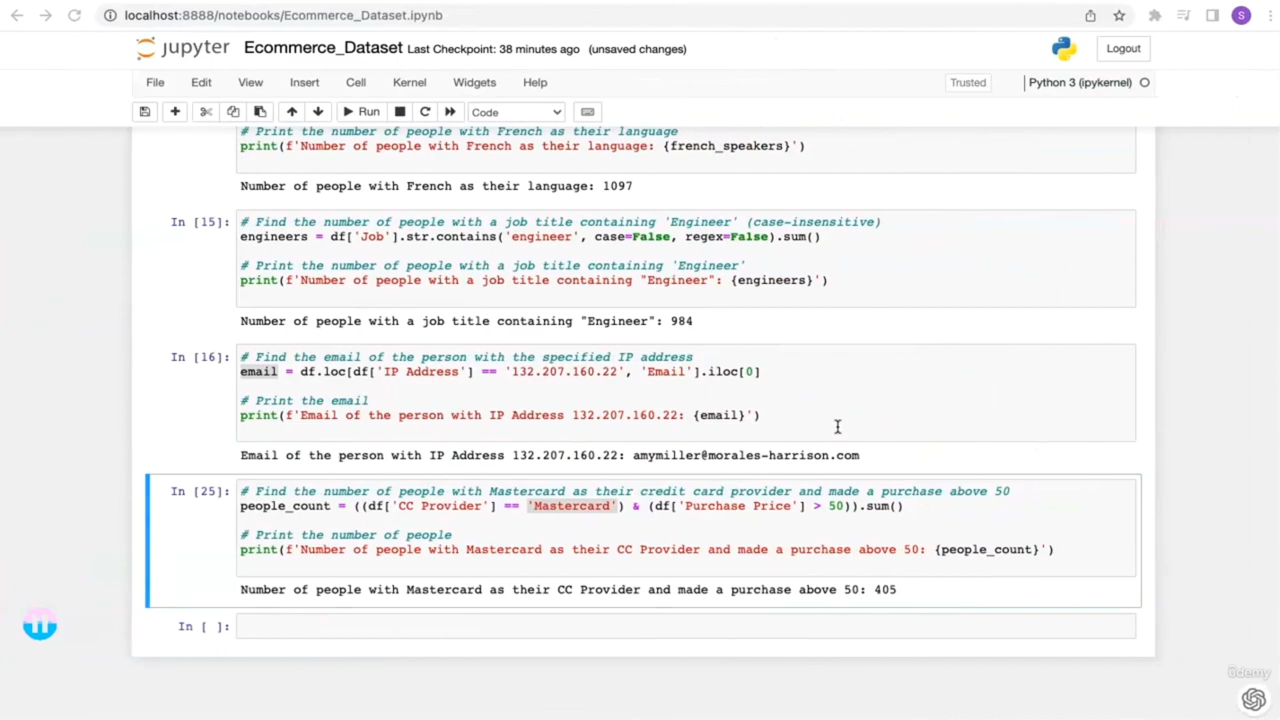 localhost:8888/notebooks/Ecommerce_Dataset.ipynb
S
jupyter Ecommerce_Dataset Last Checkpoint: 38 minutes ago (unsaved changes)
Logout
File Edit View Insert Cell Kernel Widgets Help
Trusted
Python 3 (ipykernel)
Run
Code
# Print the number of people with French as their language
print(f'Number of people with French as their language: {french_speakers}')
Number of people with French as their language: 1097
In [15]:
# Find the number of people with a job title containing 'Engineer' (case-insensitive)
engineers = df['Job'].str.contains('engineer', case=False, regex=False).sum()
# Print the number of people with a job title containing 'Engineer'
print(f'Number of people with a job title containing "Engineer": {engineers}')
Number of people with a job title containing "Engineer": 984
In [16]:
# Find the email of the person with the specified IP address
email = df.loc[df['IP Address'] == '132.207.160.22', 'Email'].iloc[0]
# Print the email
print(f'Email of the person with IP Address 132.207.160.22: {email}')
Email of the person with IP Address 132.207.160.22: amymiller@morales-harrison.com
In [25]:
# Find the number of people with Mastercard as their credit card provider and made a purchase above 50
people_count = ((df['CC Provider'] == 'Mastercard') & (df['Purchase Price'] > 50)).sum()
# Print the number of people
print(f'Number of people with Mastercard as their CC Provider and made a purchase above 50: {people_count}')
Number of people with Mastercard as their CC Provider and made a purchase above 50: 405
In [ ]:
ûdemy